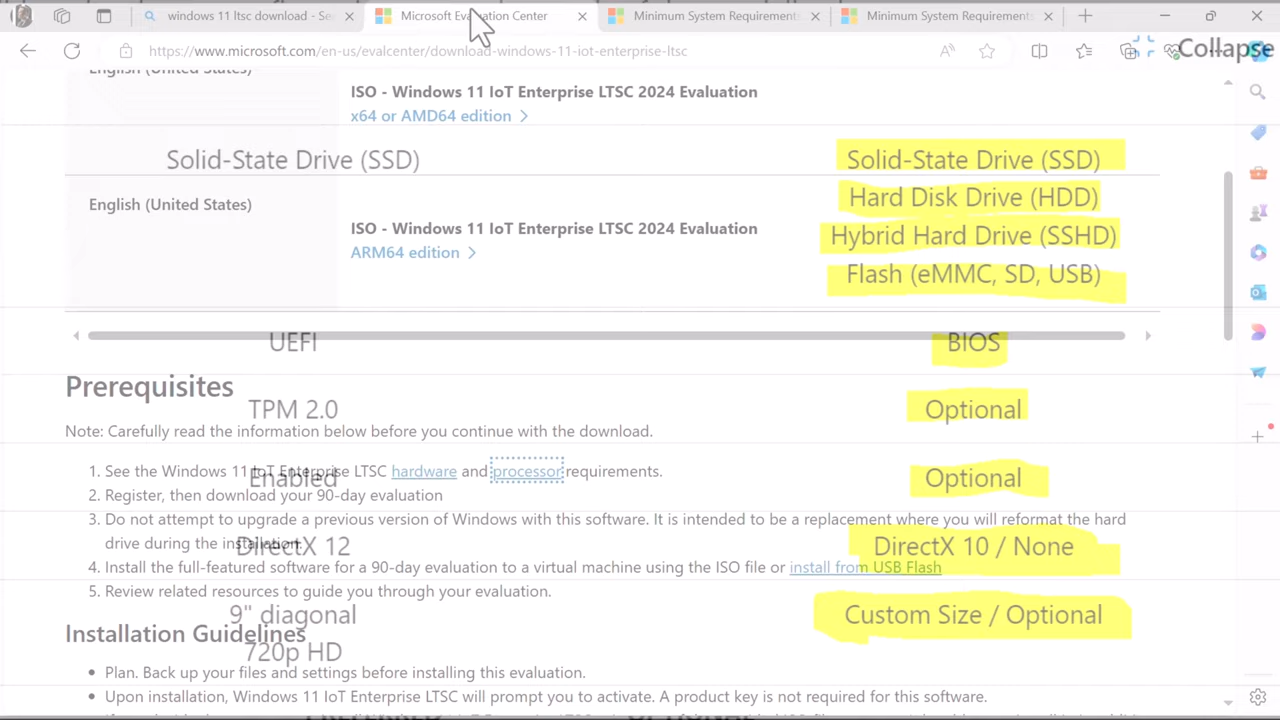 windows 11 ltsc download - Se
Microsoft Evaluation Center
Minimum System Requirements
Minimum System Requirements
https://www.microsoft.com/en-us/evalcenter/download-windows-11-iot-enterprise-ltsc
Collapse
English (United States)
ISO - Windows 11 IoT Enterprise LTSC 2024 Evaluation
x64 or AMD64 edition >
Solid-State Drive (SSD)
Solid-State Drive (SSD)
Hard Disk Drive (HDD)
English (United States)
ISO - Windows 11 IoT Enterprise LTSC 2024 Evaluation
Hybrid Hard Drive (SSHD)
ARM64 edition >
Flash (eMMC, SD, USB)
UEFI
BIOS
Prerequisites
TPM 2.0
Optional
Note: Carefully read the information below before you continue with the download.
1. See the Windows 11 IoT Enterprise LTSC hardware and processor requirements.
Enabled
Optional
2. Register, then download your 90-day evaluation
3. Do not attempt to upgrade a previous version of Windows with this software. It is intended to be a replacement where you will reformat the hard
drive during the installation.
DirectX 12
DirectX 10 / None
4. Install the full-featured software for a 90-day evaluation to a virtual machine using the ISO file or install from USB Flash
5. Review related resources to guide you through your evaluation.
9" diagonal
Custom Size / Optional
Installation Guidelines
720p HD
• Plan. Back up your files and settings before installing this evaluation.
• Upon installation, Windows 11 IoT Enterprise LTSC will prompt you to activate. A product key is not required for this software.